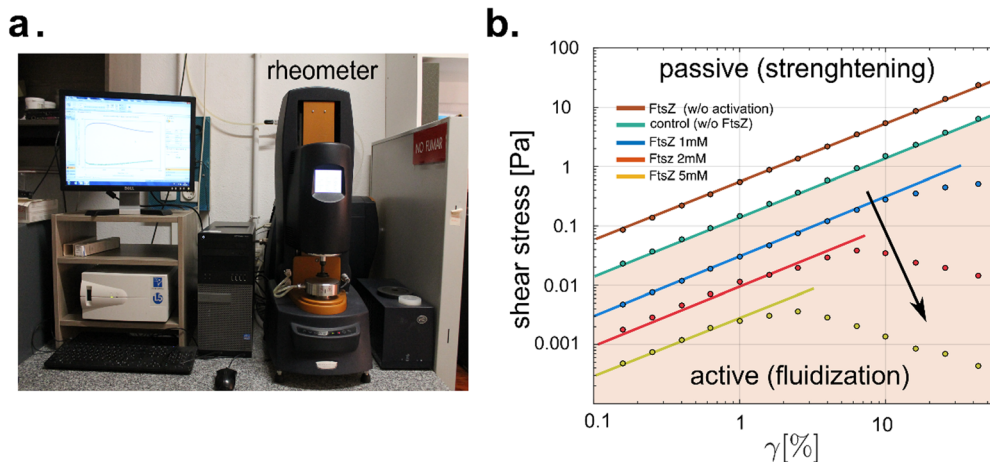 a.
rheometer
NO FUMAR
DELL
b.
100
10
1
0.1
0.01
0.001
shear stress [Pa]
passive (strenghtening)
FtsZ (w/o activation)
control (w/o FtsZ)
FtsZ 1mM
Ftsz 2mM
FtsZ 5mM
active (fluidization)
0.1 1 10
γ[%]